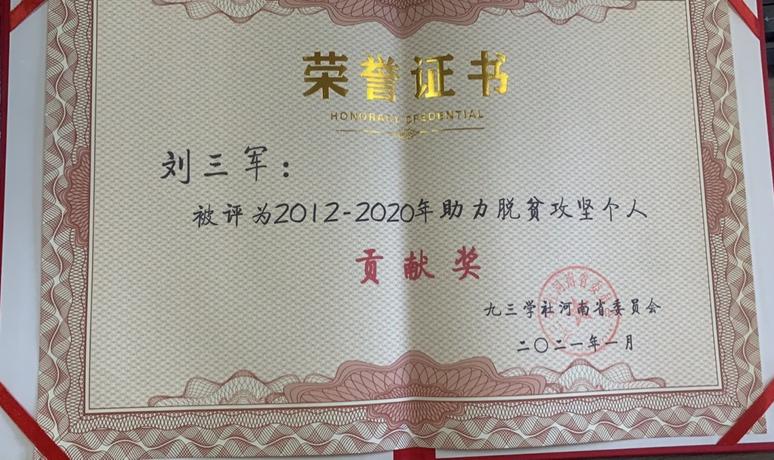 荣誉证书
HONORARY CREDENTIAL
刘三军：
被评为2012-2020年助力脱贫攻坚个人
贡献奖
九三学社河南省委员会
二〇二一年一月